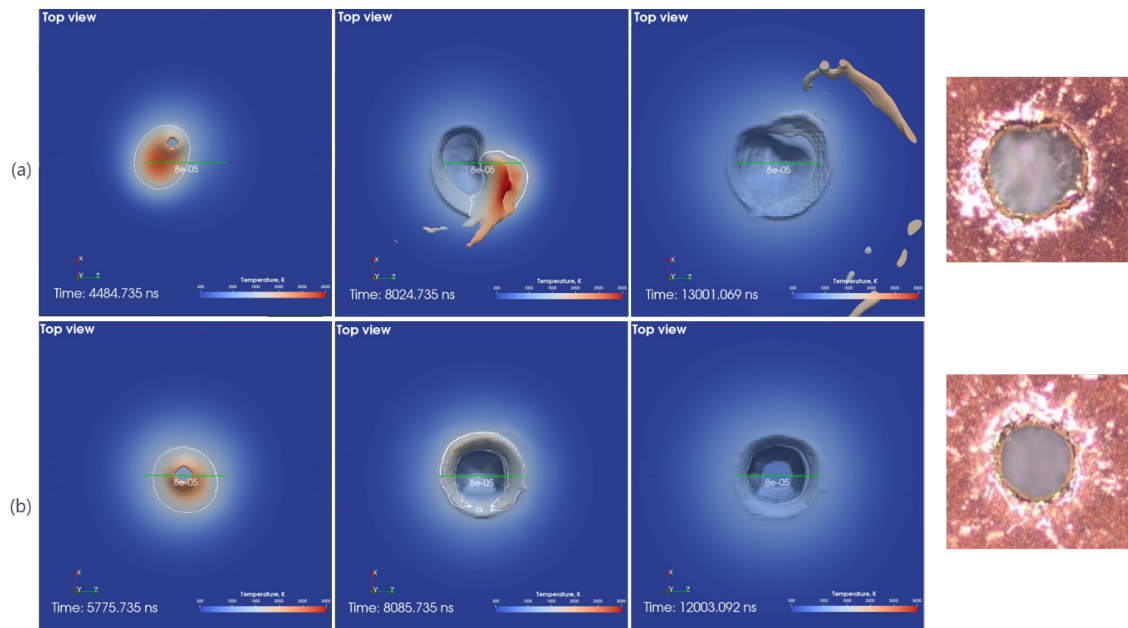 Top view
Top view
Top view
(a)
8e-05
8e-05
8e-05
X
Y
Z
X
Y
Z
X
Y
Z
Temperature, K
Temperature, K
Temperature, K
Time: 4484.735 ns
Time: 8024.735 ns
Time: 13001.069 ns
Top view
Top view
Top view
8e-05
8e-05
8e-05
(b)
X
Y
Z
X
Y
Z
X
Y
Z
Temperature, K
Temperature, K
Temperature, K
Time: 5775.735 ns
Time: 8085.735 ns
Time: 12003.092 ns